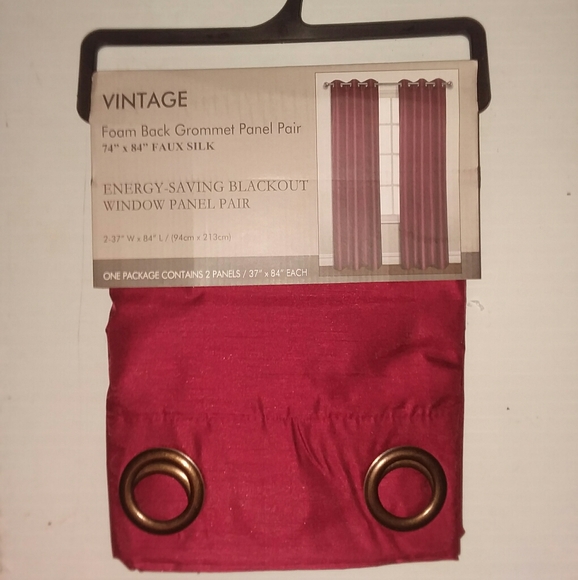 VINTAGE
Foam Back Grommet Panel Pair
74" x 84" FAUX SILK
ENERGY-SAVING BLACKOUT
WINDOW PANEL PAIR
2-37" W x 84" L / (94cm x 213cm)
ONE PACKAGE CONTAINS 2 PANELS / 37" x 84" EACH